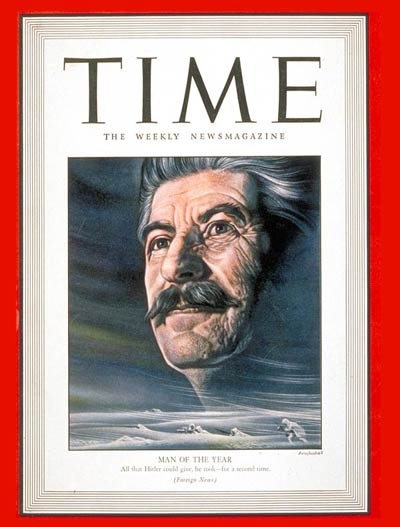 TIME
THE WEEKLY NEWSMAGAZINE
MAN OF THE YEAR
All that Hitler could give, he took—for a second time.
(Foreign News)